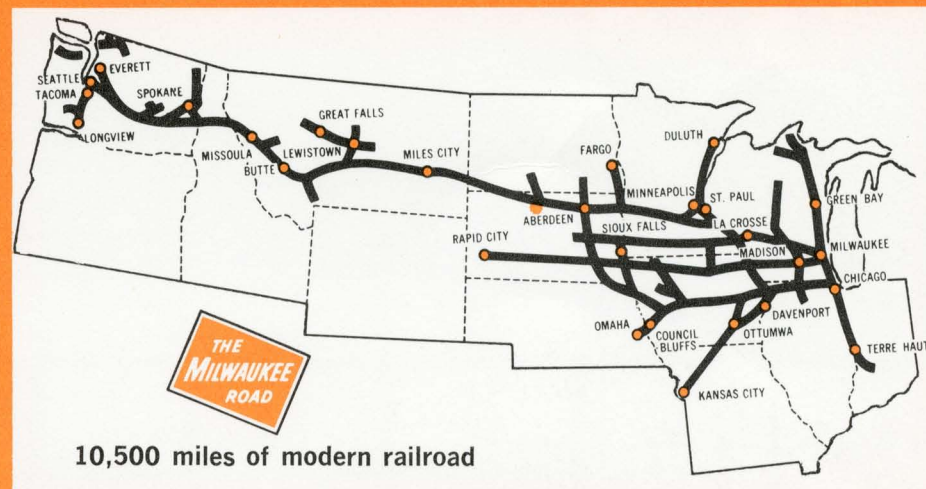 EVERETT
SEATTLE
TACOMA
SPOKANE
LONGVIEW
GREAT FALLS
MISSOULA
LEWISTOWN
BUTTE
MILES CITY
DULUTH
FARGO
MINNEAPOLIS
ST. PAUL
GREEN BAY
ABERDEEN
LA CROSSE
SIOUX FALLS
RAPID CITY
MADISON
MILWAUKEE
CHICAGO
DAVENPORT
OMAHA
COUNCIL
BLUFFS
OTTUMWA
TERRE HAUT
KANSAS CITY
THE
MILWAUKEE
ROAD
10,500 miles of modern railroad